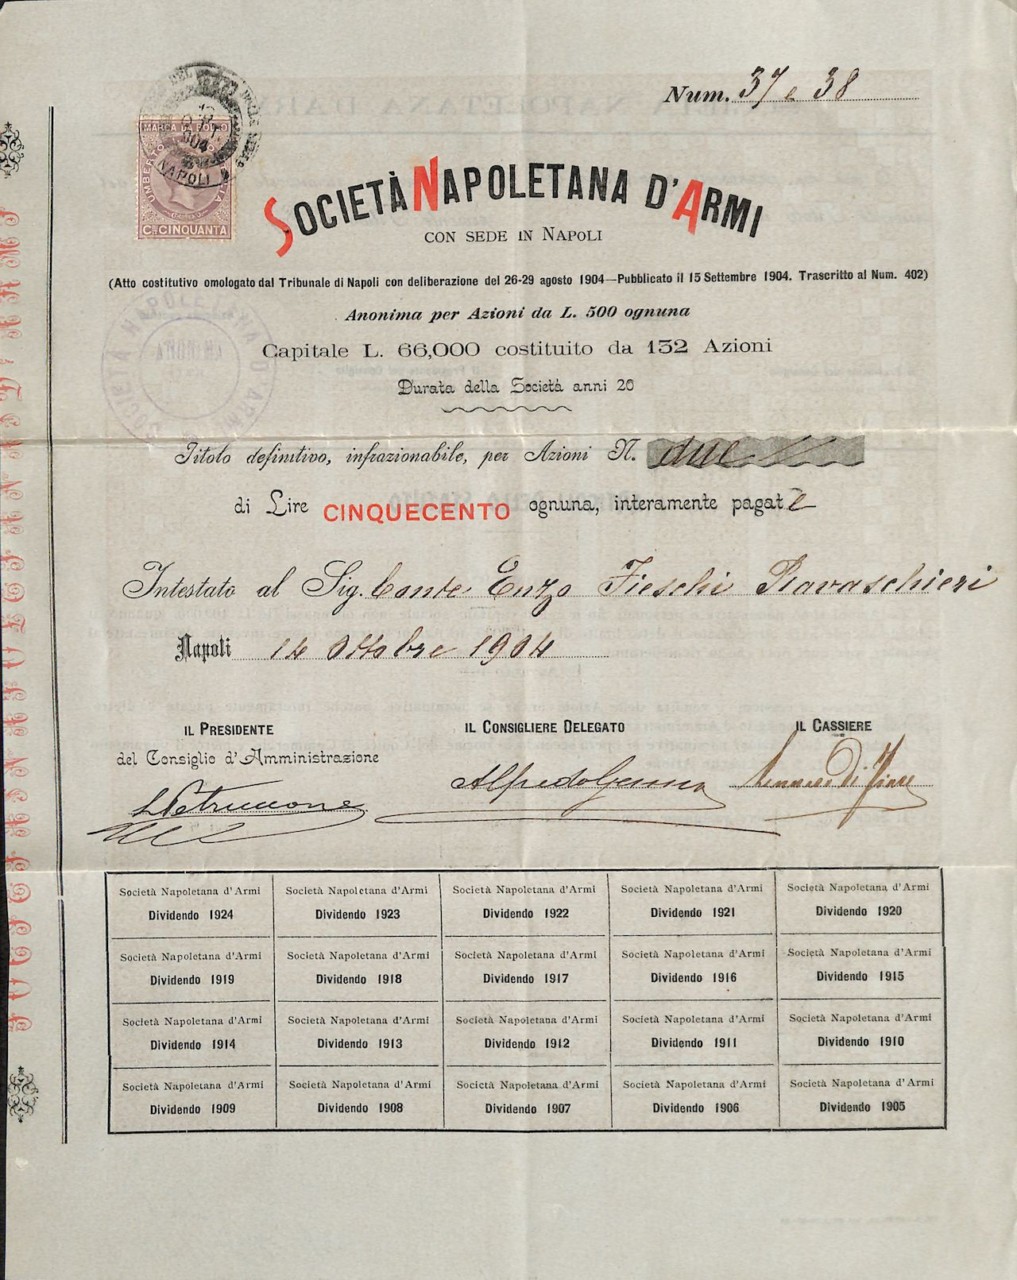 Num. 37 e 38
MARCA DA BOLLO
UMBERTO
C.mi CINQUANTA
NAPOLI
SOCIETÀ NAPOLETANA D'ARMI
CON SEDE IN NAPOLI
(Atto costitutivo omologato dal Tribunale di Napoli con deliberazione del 26-29 agosto 1904—Pubblicato il 15 Settembre 1904. Trascritto al Num. 402)
Anonima per Azioni da L. 500 ognuna
Capitale L. 66,000 costituito da 132 Azioni
Durata della Società anni 20
SOCIETÀ NAPOLETANA D'ARMI
Titolo definitivo, infrazionabile, per Azioni N. due
di Lire CINQUECENTO ognuna, interamente pagate
Intestato al Sig. Conte Enzo Fieschi Ravaschieri
Napoli 14 Ottobre 1904
IL PRESIDENTE
del Consiglio d'Amministrazione
IL CONSIGLIERE DELEGATO
Alfredo
IL CASSIERE
SOCIETÀ NAPOLETANA D'ARMI
Società Napoletana d'Armi Società Napoletana d'Armi Società Napoletana d'Armi Società Napoletana d'Armi Società Napoletana d'Armi
Dividendo 1924 Dividendo 1923 Dividendo 1922 Dividendo 1921 Dividendo 1920
Società Napoletana d'Armi Società Napoletana d'Armi Società Napoletana d'Armi Società Napoletana d'Armi Società Napoletana d'Armi
Dividendo 1919 Dividendo 1918 Dividendo 1917 Dividendo 1916 Dividendo 1915
Società Napoletana d'Armi Società Napoletana d'Armi Società Napoletana d'Armi Società Napoletana d'Armi Società Napoletana d'Armi
Dividendo 1914 Dividendo 1913 Dividendo 1912 Dividendo 1911 Dividendo 1910
Società Napoletana d'Armi Società Napoletana d'Armi Società Napoletana d'Armi Società Napoletana d'Armi Società Napoletana d'Armi
Dividendo 1909 Dividendo 1908 Dividendo 1907 Dividendo 1906 Dividendo 1905